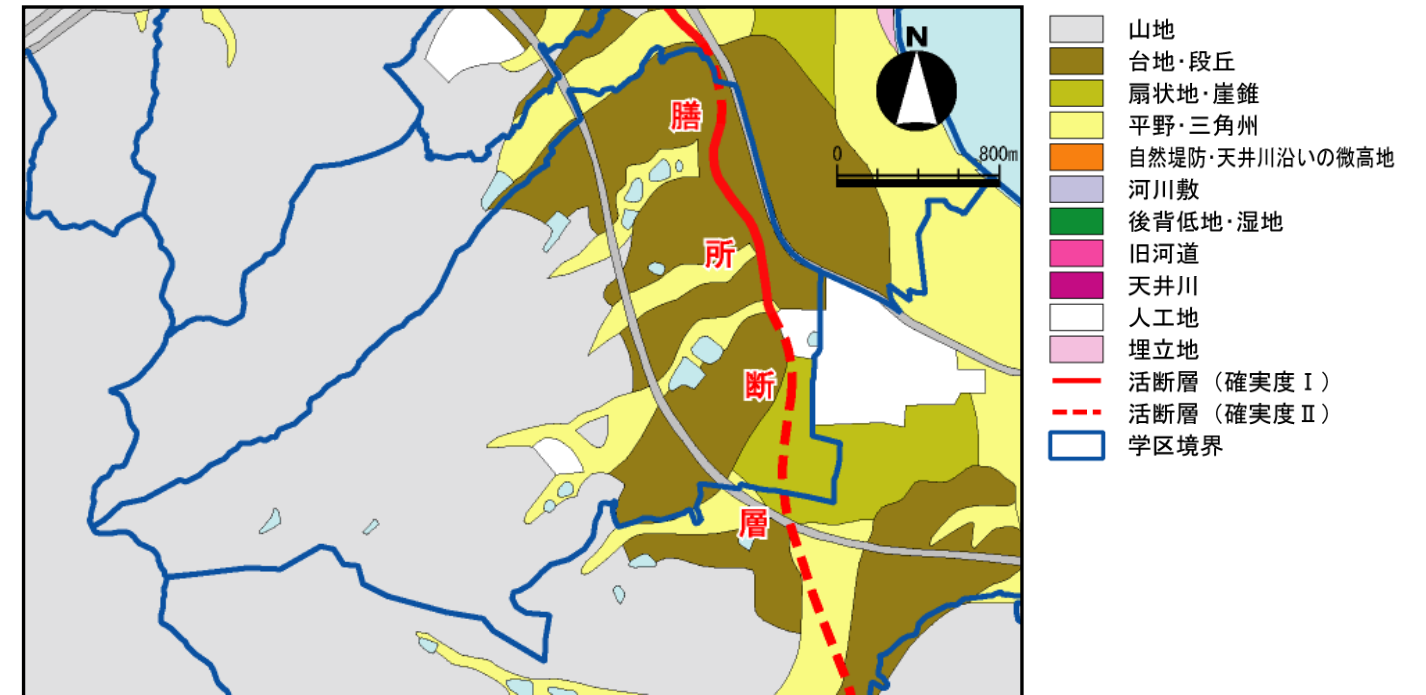 N
0 800m
膳
所
断
層
山地
台地・段丘
扇状地・崖錐
平野・三角州
自然堤防・天井川沿いの微高地
河川敷
後背低地・湿地
旧河道
天井川
人工地
埋立地
活断層（確実度Ⅰ）
活断層（確実度Ⅱ）
学区境界